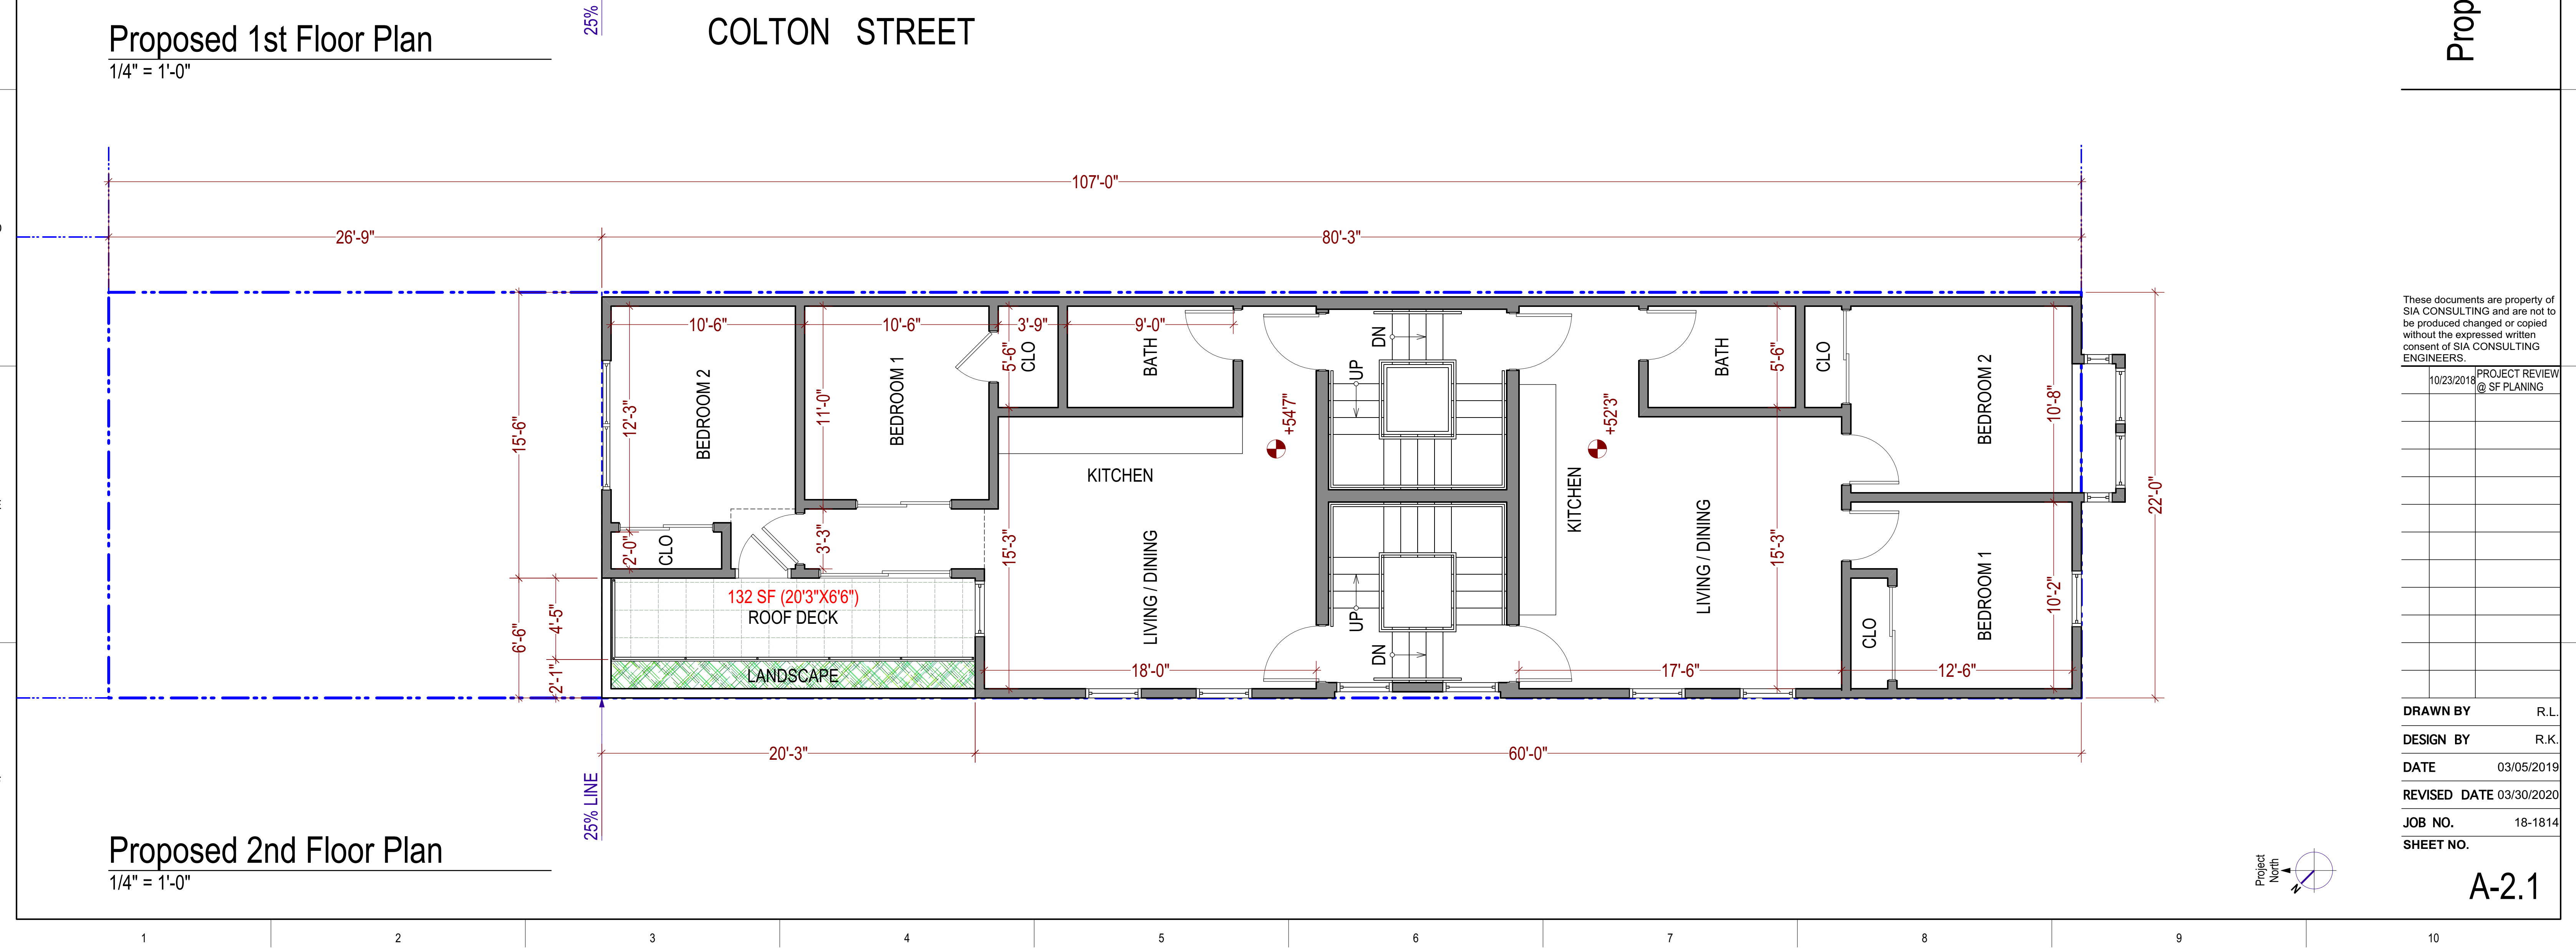 Proposed 1st Floor Plan
1/4" = 1'-0"
25%
COLTON STREET
Prop
107'-0"
26'-9"
80'-3"
10'-6"
10'-6"
3'-9"
9'-0"
15'-6"
12'-3"
BEDROOM 2
11'-0"
BEDROOM 1
5'-6"
CLO
BATH
DN
UP
BATH
5'-6"
CLO
BEDROOM 2
10'-8"
22'-0"
+54'7"
+52'3"
KITCHEN
KITCHEN
2'-0"
CLO
3'-3"
15'-3"
LIVING / DINING
LIVING / DINING
15'-3"
BEDROOM 1
10'-2"
CLO
UP
DN
6'-6"
4'-5"
2'-1"
132 SF (20'3"X6'6")
ROOF DECK
LANDSCAPE
18'-0"
17'-6"
12'-6"
20'-3"
60'-0"
25% LINE
Proposed 2nd Floor Plan
1/4" = 1'-0"
Project
North
N
These documents are property of
SIA CONSULTING and are not to
be produced changed or copied
without the expressed written
consent of SIA CONSULTING
ENGINEERS.
10/23/2018 PROJECT REVIEW
@ SF PLANING
DRAWN BY R.L.
DESIGN BY R.K.
DATE 03/05/2019
REVISED DATE 03/30/2020
JOB NO. 18-1814
SHEET NO.
A-2.1
1 2 3 4 5 6 7 8 9 10